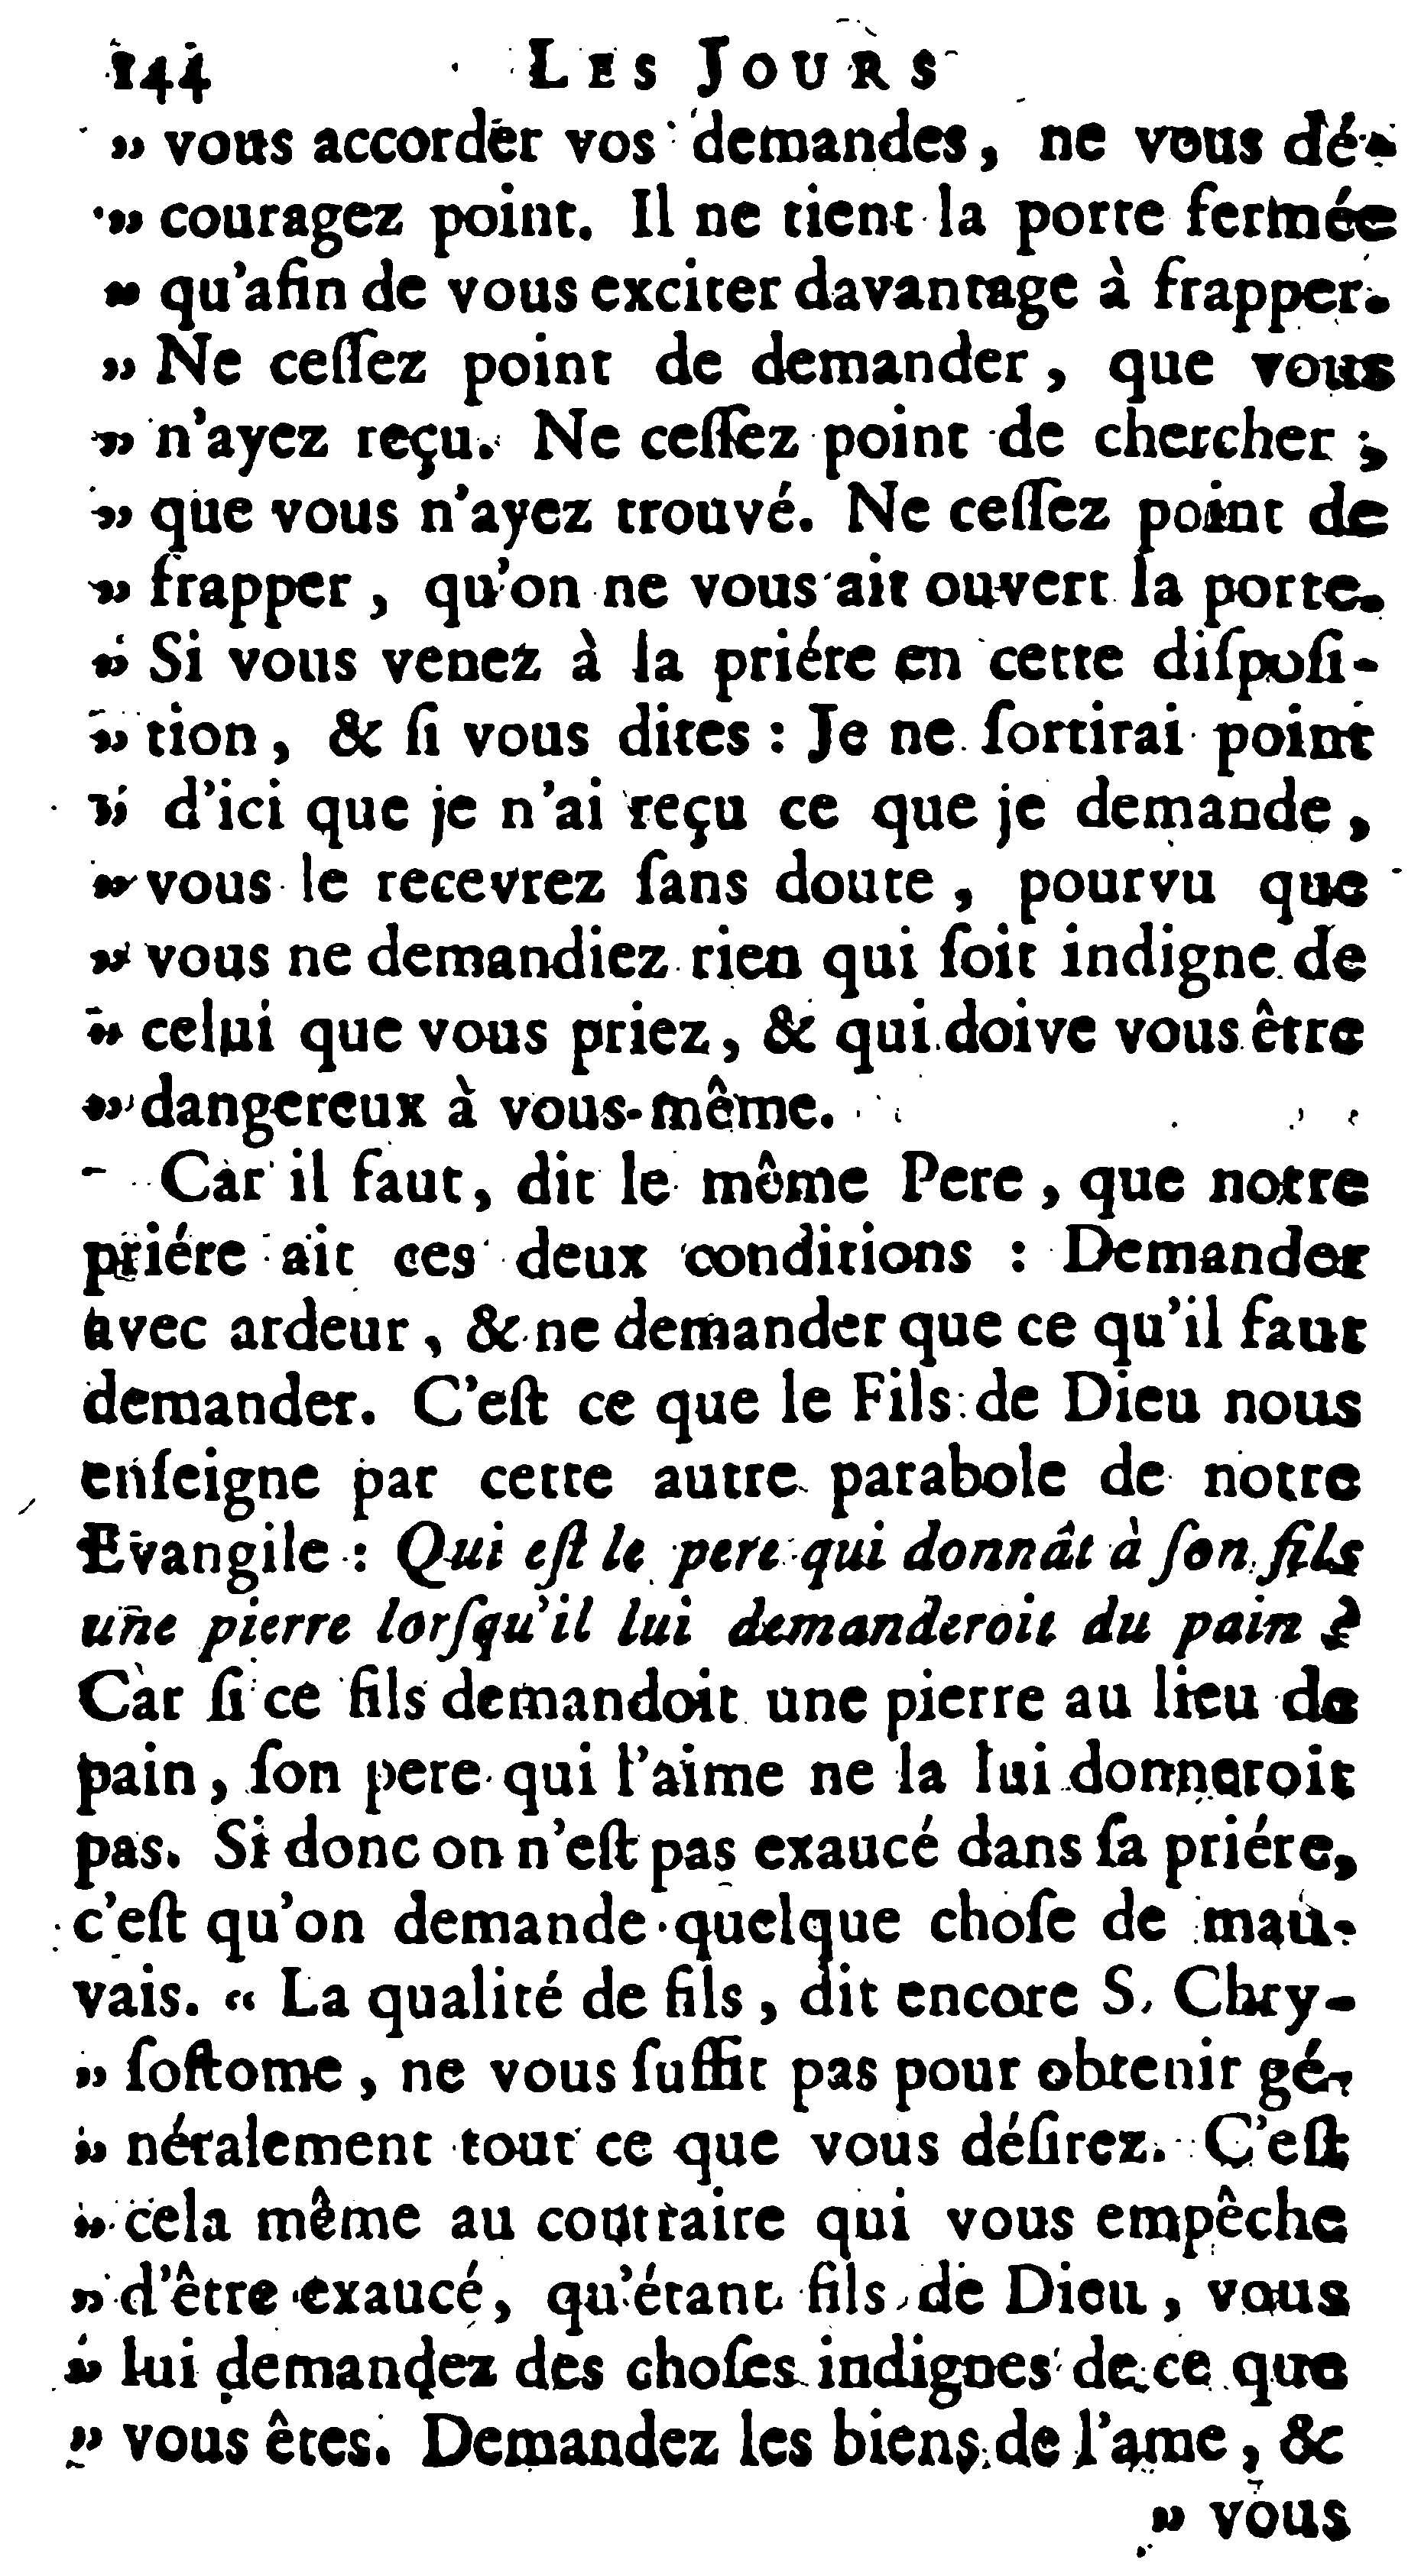 144 LES JOURS
” vous accorder vos demandes, ne vous dé-
” couragez point. Il ne tient la porte fermée
” qu'afin de vous exciter davantage à frapper.
” Ne ceſſez point de demander, que vous
” n'ayez reçu. Ne ceſſez point de chercher,
” que vous n'ayez trouvé. Ne ceſſez point de
” frapper, qu'on ne vous ait ouvert la porte.
” Si vous venez à la priére en cette diſpoſi-
” tion, & ſi vous dites : Je ne ſortirai point
” d'ici que je n'ai reçu ce que je demande,
” vous le recevrez ſans doute, pourvu que
” vous ne demandiez rien qui ſoit indigne de
” celui que vous priez, & qui doive vous être
” dangereux à vous-même.
Car il faut, dit le même Pere, que notre
priére ait ces deux conditions : Demander
avec ardeur, & ne demander que ce qu'il faut
demander. C'eſt ce que le Fils de Dieu nous
enſeigne par cette autre parabole de notre
Evangile : Qui eſt le pere qui donnât à ſon fils
une pierre lorſqu'il lui demanderoit du pain ?
Car ſi ce fils demandoit une pierre au lieu de
pain, ſon pere qui l'aime ne la lui donneroit
pas. Si donc on n'eſt pas exaucé dans ſa priére,
c'eſt qu'on demande quelque choſe de mau-
vais. “ La qualité de fils, dit encore S. Chry-
” ſoſtome, ne vous ſuffit pas pour obtenir gé-
” néralement tout ce que vous déſirez. C'eſt
” cela même au contraire qui vous empêche
” d'être exaucé, qu'étant fils de Dieu, vous
” lui demandez des choſes indignes de ce que
” vous êtes. Demandez les biens de l'ame, &
” vous